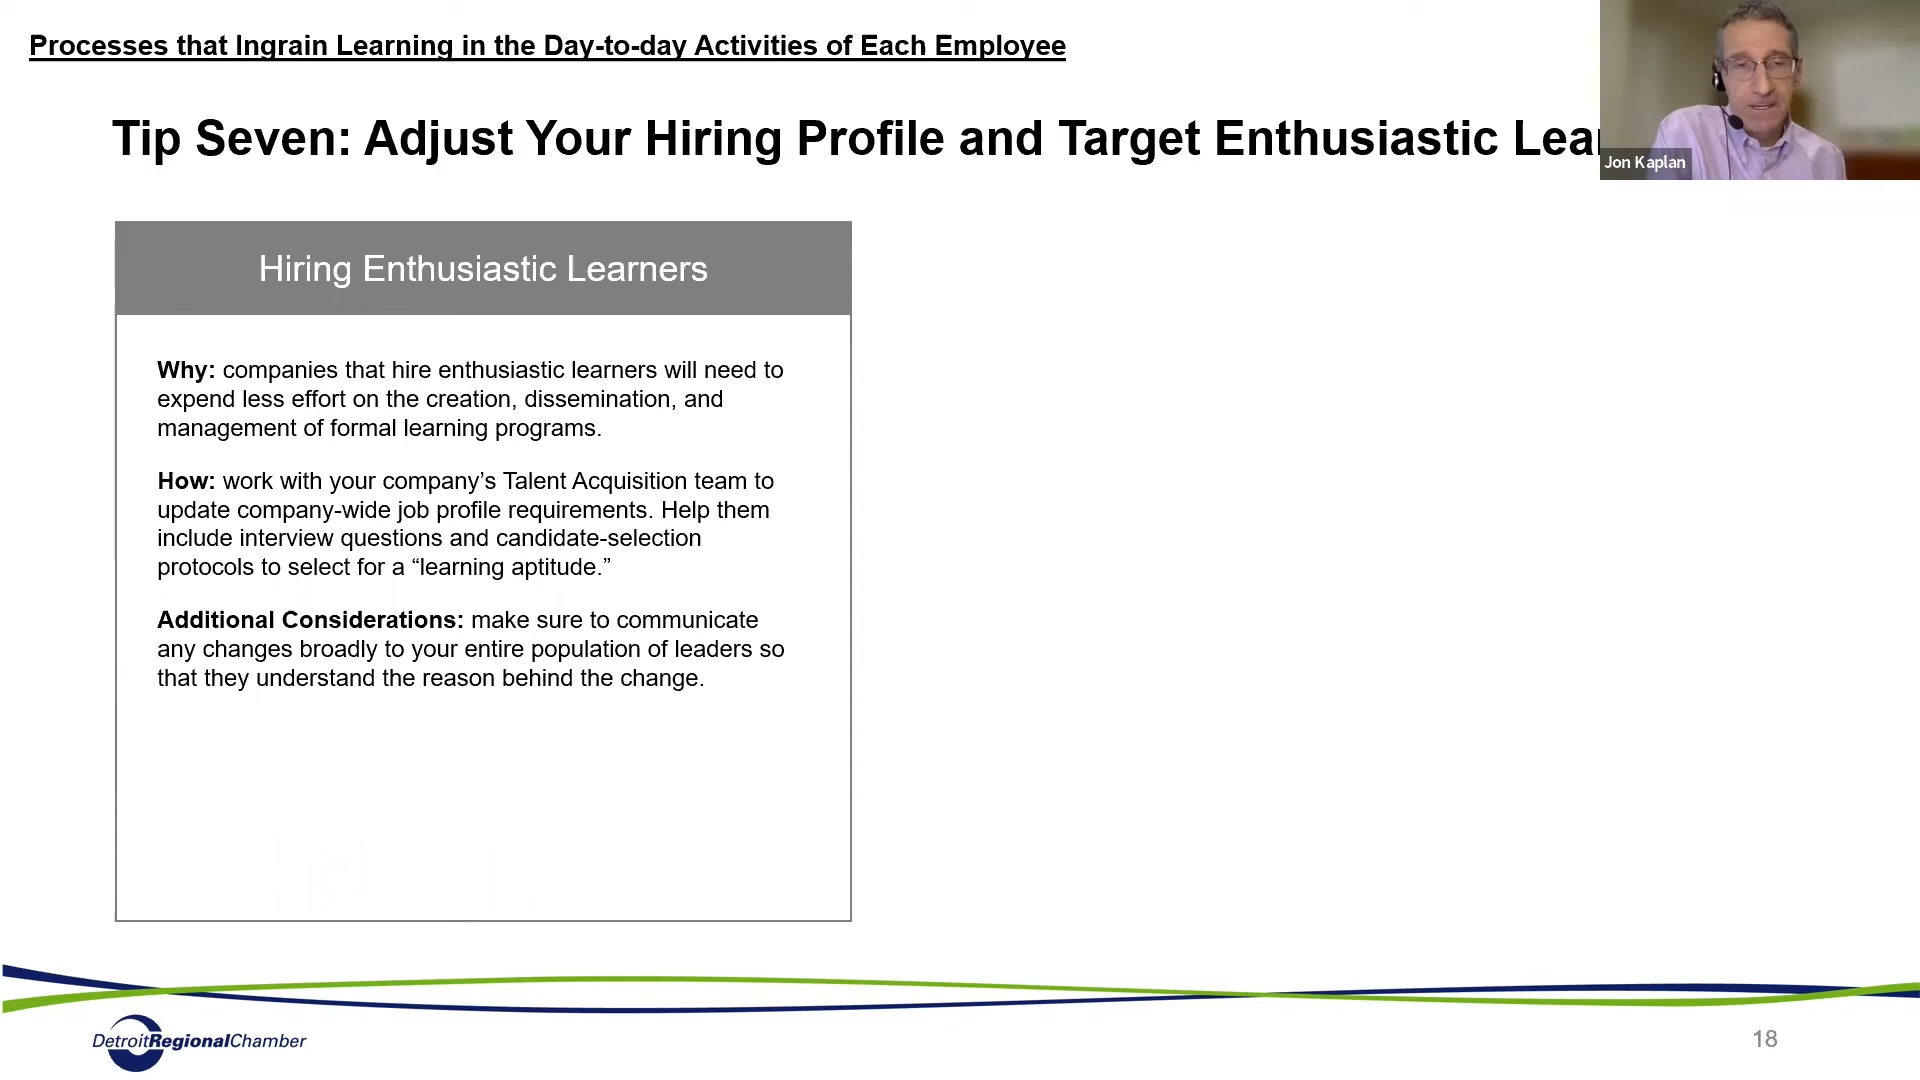 Processes that Ingrain Learning in the Day-to-day Activities of Each Employee
Tip Seven: Adjust Your Hiring Profile and Target Enthusiastic Lea
Jon Kaplan
Hiring Enthusiastic Learners
Why: companies that hire enthusiastic learners will need to
expend less effort on the creation, dissemination, and
management of formal learning programs.
How: work with your company’s Talent Acquisition team to
update company-wide job profile requirements. Help them
include interview questions and candidate-selection
protocols to select for a “learning aptitude.”
Additional Considerations: make sure to communicate
any changes broadly to your entire population of leaders so
that they understand the reason behind the change.
DetroitRegionalChamber
18